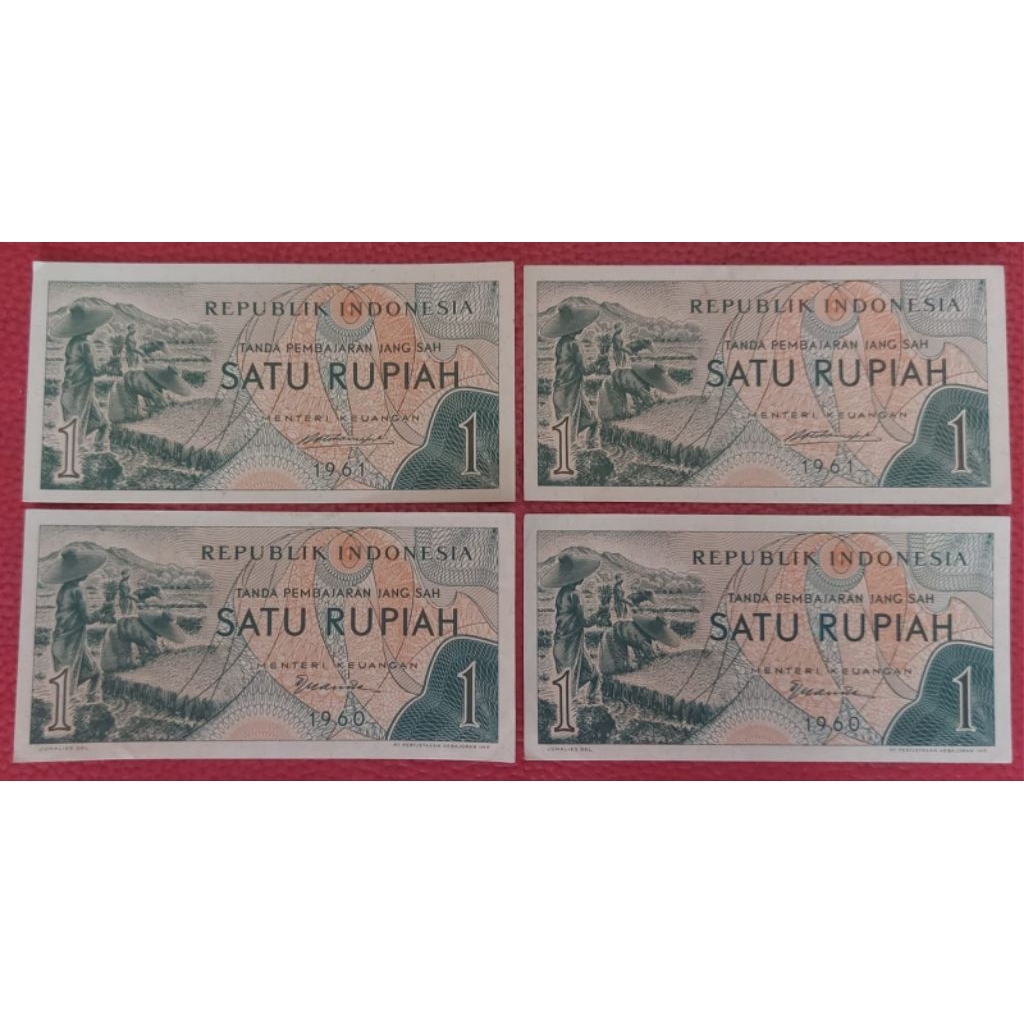 REPUBLIK INDONESIA
TANDA PEMBAJARAN JANG SAH
SATU RUPIAH
MENTERI KEUANGAN
1961
1 1
REPUBLIK INDONESIA
TANDA PEMBAJARAN JANG SAH
SATU RUPIAH
MENTERI KEUANGAN
1961
1 1
REPUBLIK INDONESIA
TANDA PEMBAJARAN JANG SAH
SATU RUPIAH
MENTERI KEUANGAN
1960
1 1
REPUBLIK INDONESIA
TANDA PEMBAJARAN JANG SAH
SATU RUPIAH
MENTERI KEUANGAN
1960
1 1